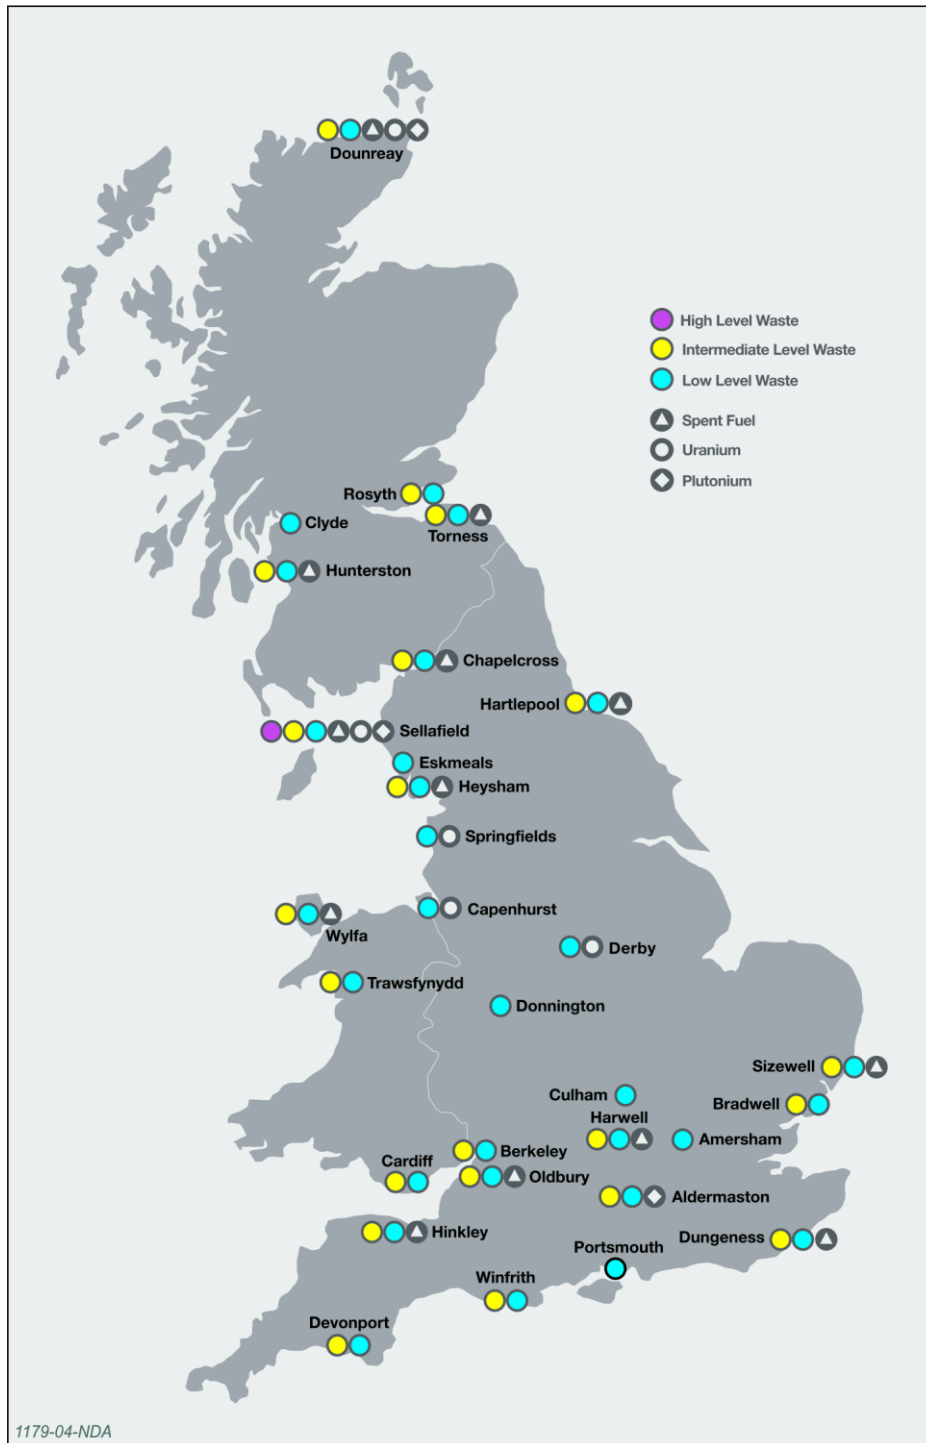 Dounreay
High Level Waste
Intermediate Level Waste
Low Level Waste
Spent Fuel
Uranium
Plutonium
Rosyth
Clyde
Torness
Hunterston
Chapelcross
Hartlepool
Sellafield
Eskmeals
Heysham
Springfields
Capenhurst
Wylfa
Derby
Trawsfynydd
Donnington
Sizewell
Culham
Bradwell
Harwell
Amersham
Berkeley
Cardiff
Oldbury
Aldermaston
Hinkley
Dungeness
Portsmouth
Winfrith
Devonport
1179-04-NDA